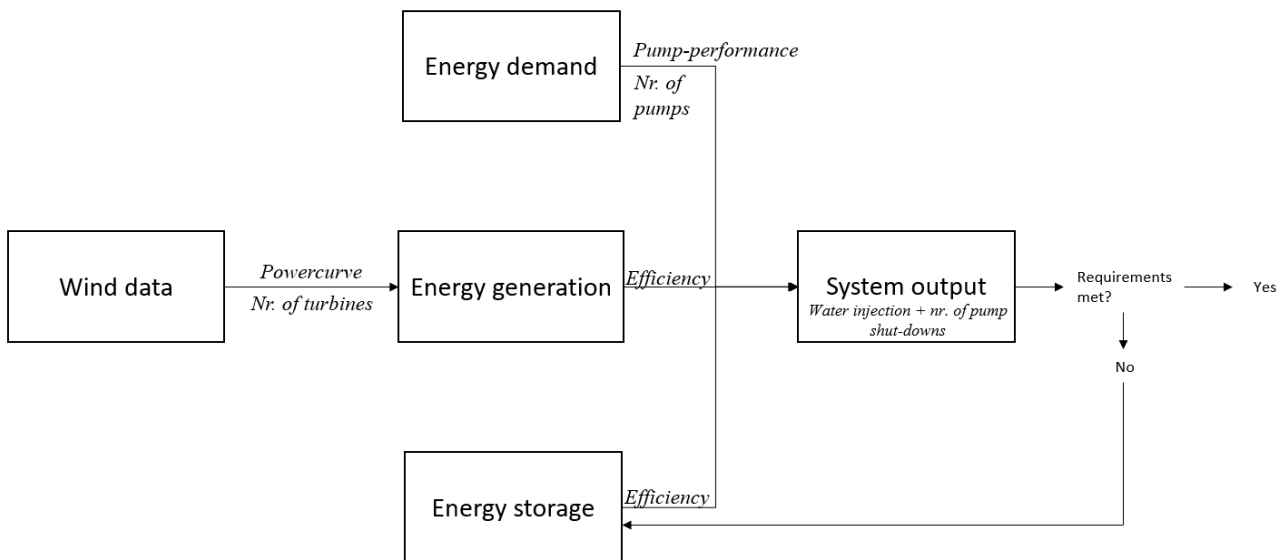 Energy demand
Pump-performance
Nr. of
pumps
Wind data
Powercurve
Nr. of turbines
Energy generation
Efficiency
System output
Water injection + nr. of pump
shut-downs
Requirements
met?
Yes
No
Energy storage
Efficiency